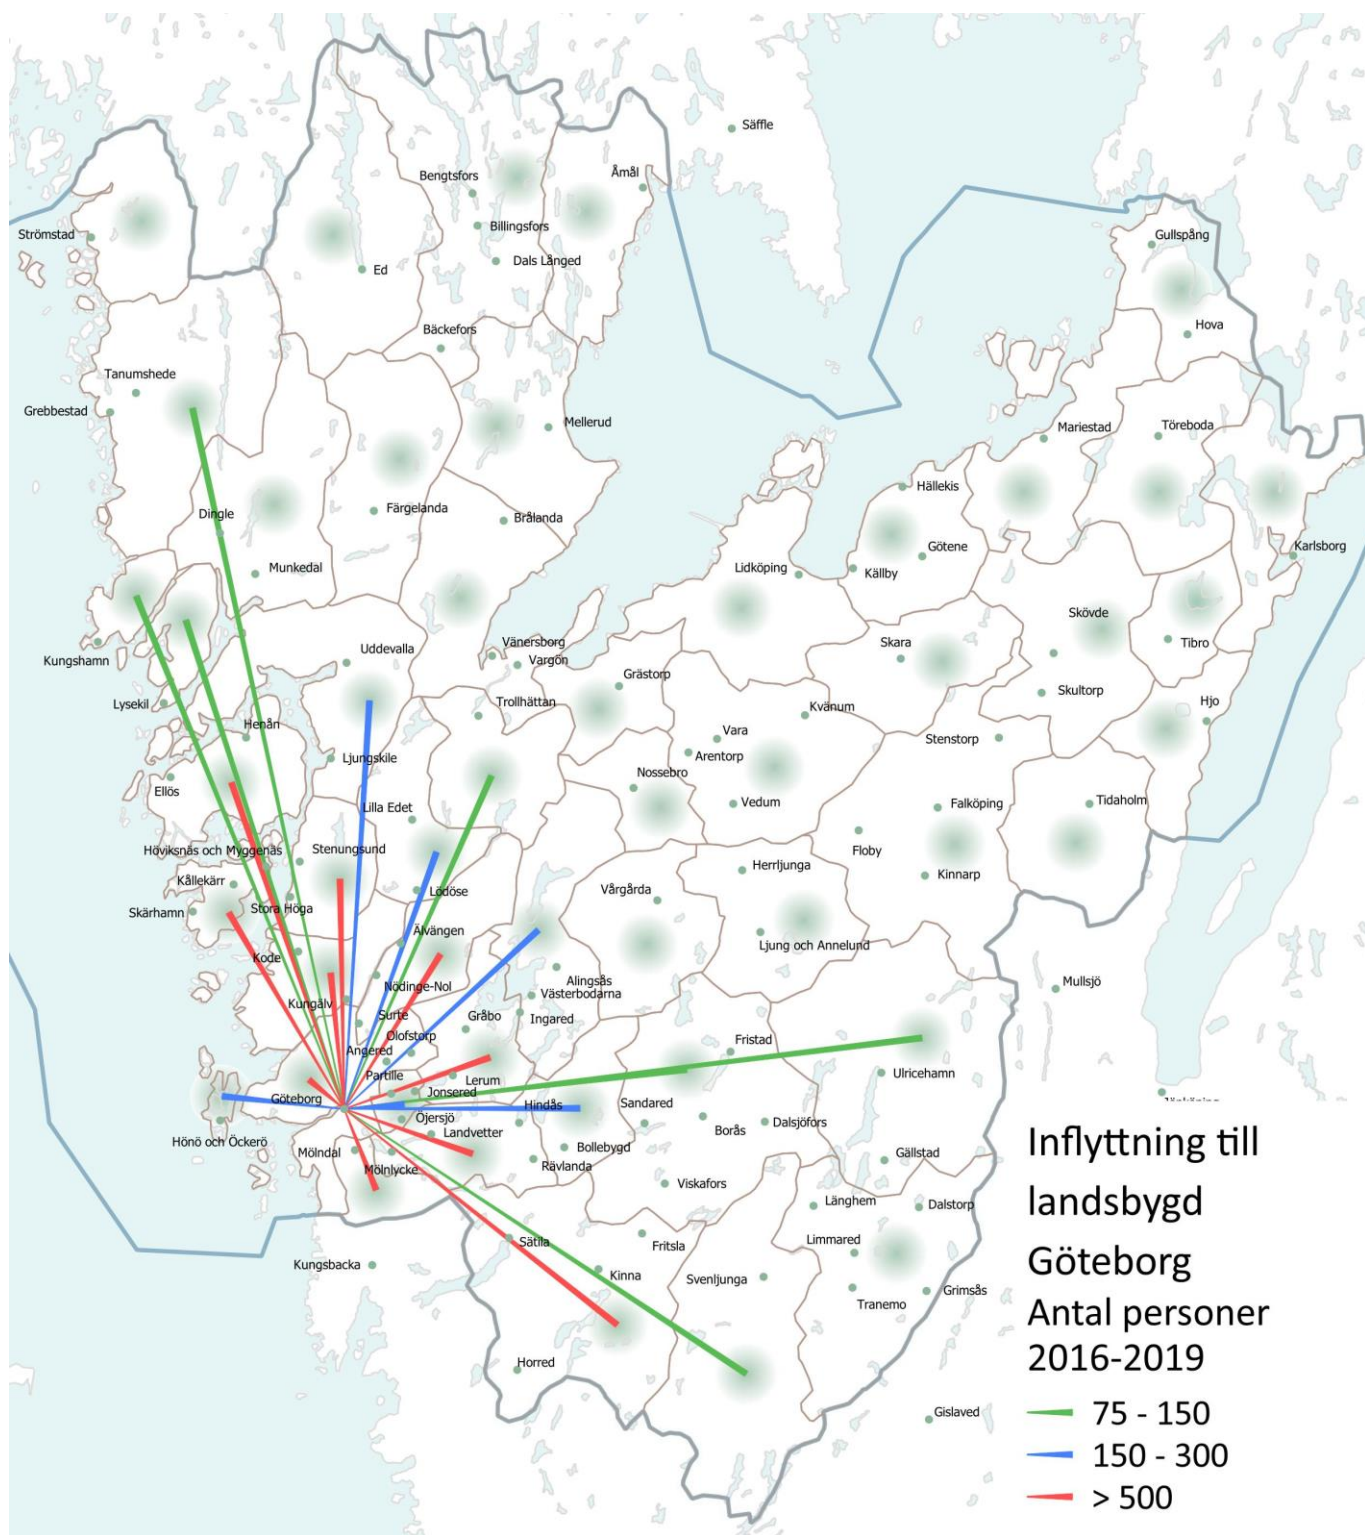 Säffle
Åmål
Bengtsfors
Billingsfors
Dals Långed
Ed
Strömstad
Gullspång
Hova
Bäckefors
Tanumshede
Grebbestad
Mellerud
Mariestad
Töreboda
Hällekis
Dingle
Färgelanda
Brålanda
Götene
Karlsborg
Munkedal
Lidköping
Källby
Skövde
Kungshamn
Uddevalla
Vänersborg
Vargön
Skara
Tibro
Grästorp
Lysekil
Trollhättan
Skultorp
Hjo
Henån
Kvänum
Vara
Stenstorp
Arentorp
Ljungskile
Nossebro
Ellös
Lilla Edet
Vedum
Falköping
Tidaholm
Höviksnäs och Myggenäs
Stenungsund
Floby
Herrljunga
Kinnarp
Kållekärr
Lödöse
Vårgårda
Skärhamn
Stora Höga
Älvängen
Ljung och Annelund
Kode
Alingsås
Västerbodarna
Mullsjö
Nödinge-Nol
Kungälv
Surte
Gråbo
Ingared
Olofstorp
Fristad
Angered
Partille
Lerum
Ulricehamn
Jonsered
Göteborg
Hindås
Sandared
Öjersjö
Borås
Dalsjöfors
Hönö och Öckerö
Landvetter
Bollebygd
Mölndal
Rävlanda
Gällstad
Mölnlycke
Viskafors
Länghem
Dalstorp
Sätila
Fritsla
Limmared
Kungsbacka
Kinna
Svenljunga
Grimsås
Tranemo
Horred
Gislaved
Inflyttning till
landsbygd
Göteborg
Antal personer
2016-2019
75 - 150
150 - 300
> 500